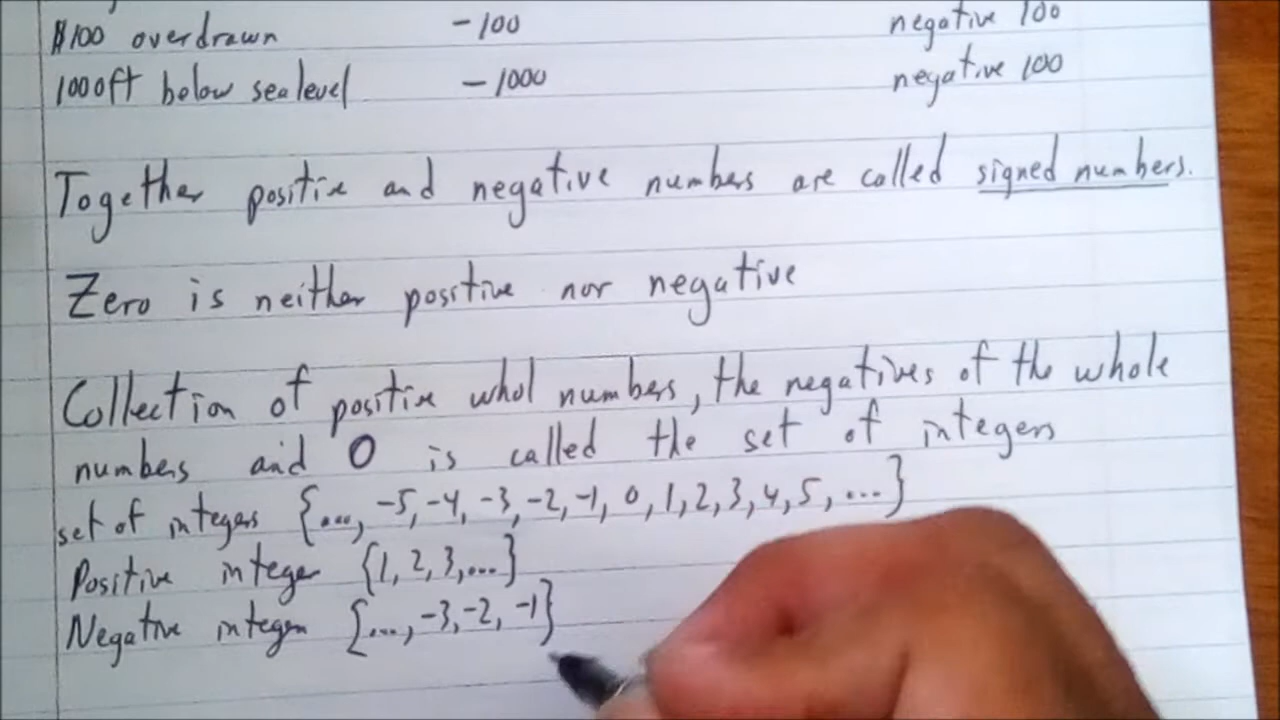 $100 overdrawn -100 negative 100
1000ft below sealevel -1000 negative 100
Together positive and negative numbers are called signed numbers.
Zero is neither positive nor negative
Collection of positive whol numbers, the negatives of the whole
numbers and 0 is called the set of integers
set of integers {..., -5, -4, -3, -2, -1, 0, 1, 2, 3, 4, 5, ...}
Positive integer {1, 2, 3, ...}
Negative integer {..., -3, -2, -1}